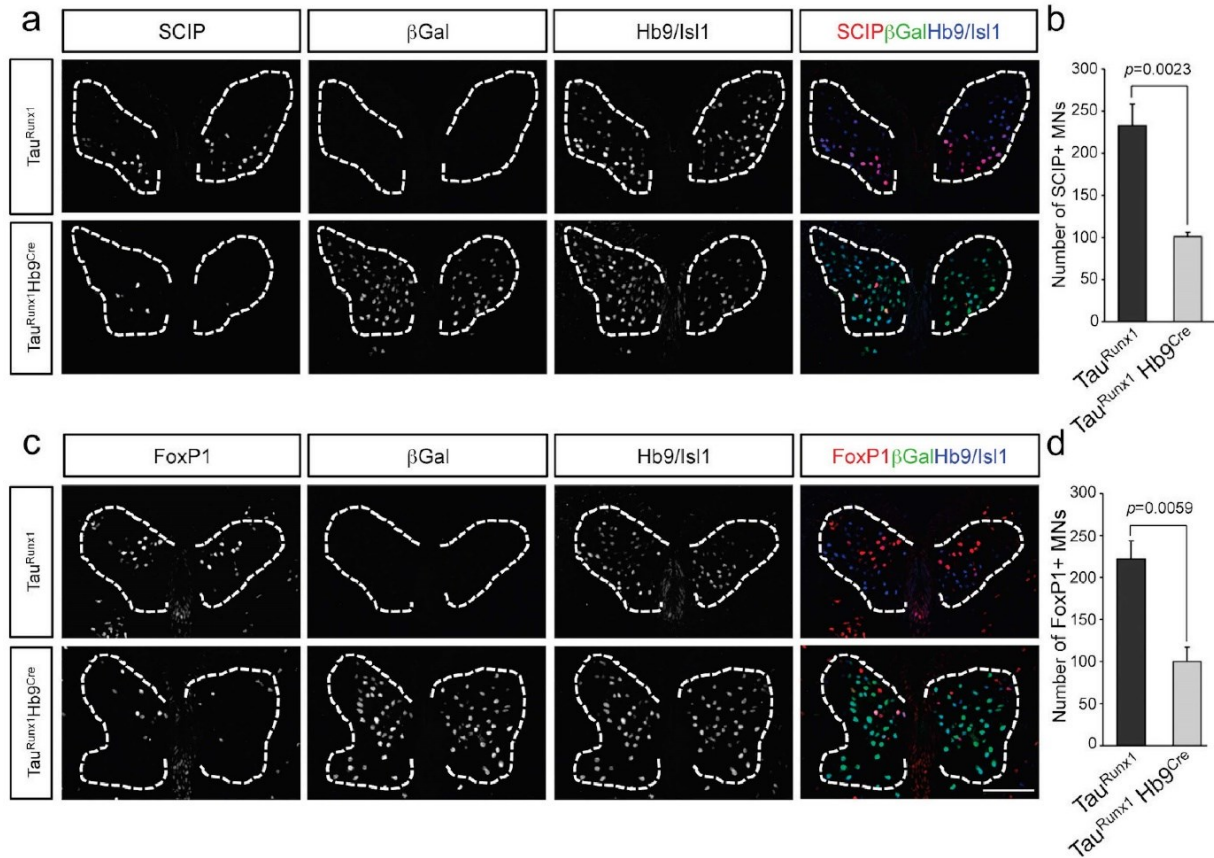 a
SCIP
βGal
Hb9/Isl1
SCIPβGalHb9/Isl1
Tau^Runx1
Tau^Runx1Hb9^Cre
b
p=0.0023
Number of SCIP+ MNs
300
250
200
150
100
50
0
Tau^Runx1
Tau^Runx1 Hb9^Cre
c
FoxP1
βGal
Hb9/Isl1
FoxP1βGalHb9/Isl1
Tau^Runx1
Tau^Runx1Hb9^Cre
d
p=0.0059
Number of FoxP1+ MNs
300
250
200
150
100
50
0
Tau^Runx1
Tau^Runx1 Hb9^Cre